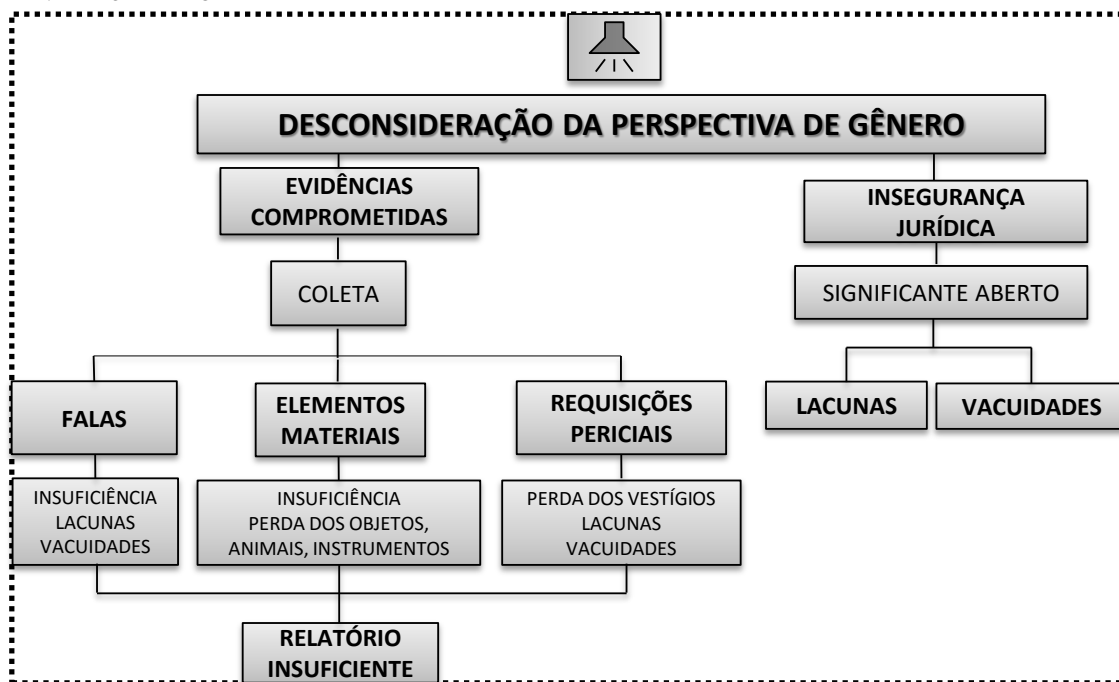 DESCONSIDERAÇÃO DA PERSPECTIVA DE GÊNERO
EVIDÊNCIAS
COMPROMETIDAS
INSEGURANÇA
JURÍDICA
COLETA
SIGNIFICANTE ABERTO
FALAS
ELEMENTOS
MATERIAIS
REQUISIÇÕES
PERICIAIS
LACUNAS
VACUIDADES
INSUFICIÊNCIA
LACUNAS
VACUIDADES
INSUFICIÊNCIA
PERDA DOS OBJETOS,
ANIMAIS, INSTRUMENTOS
PERDA DOS VESTÍGIOS
LACUNAS
VACUIDADES
RELATÓRIO
INSUFICIENTE